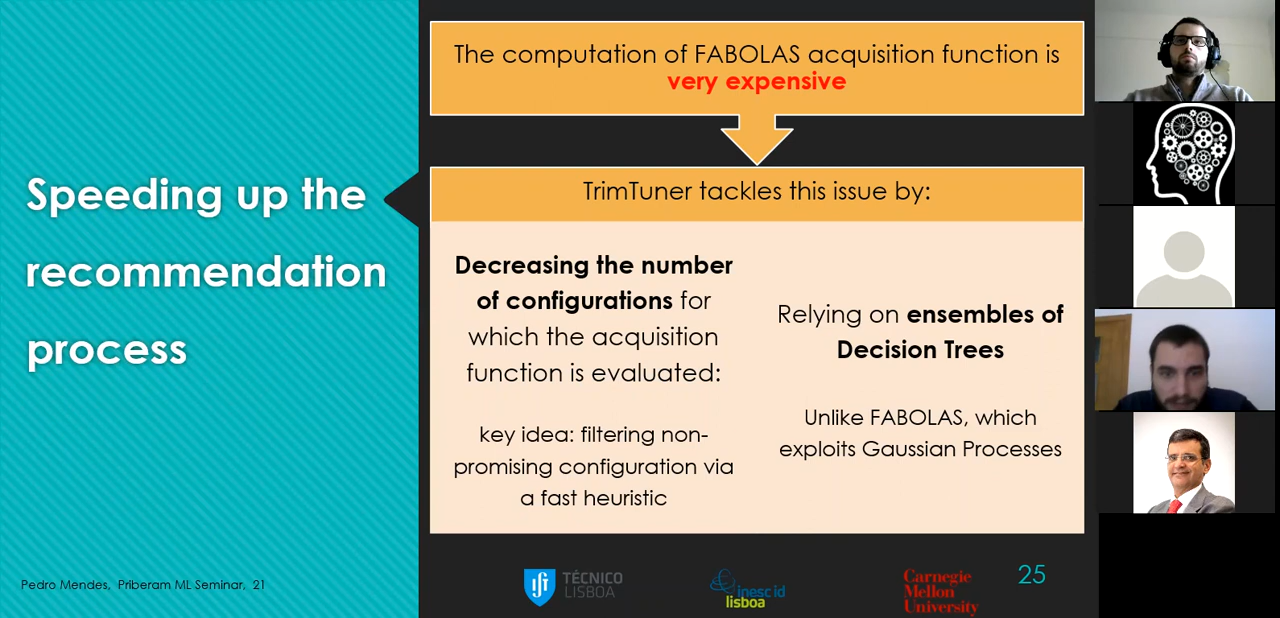 Speeding up the
recommendation
process
The computation of FABOLAS acquisition function is
very expensive
TrimTuner tackles this issue by:
Decreasing the number
of configurations for
which the acquisition
function is evaluated:
key idea: filtering non-
promising configuration via
a fast heuristic
Relying on ensembles of
Decision Trees
Unlike FABOLAS, which
exploits Gaussian Processes
Pedro Mendes, Priberam ML Seminar, 21
TÉCNICO
LISBOA
inesc id
lisboa
Carnegie
Mellon
University
25